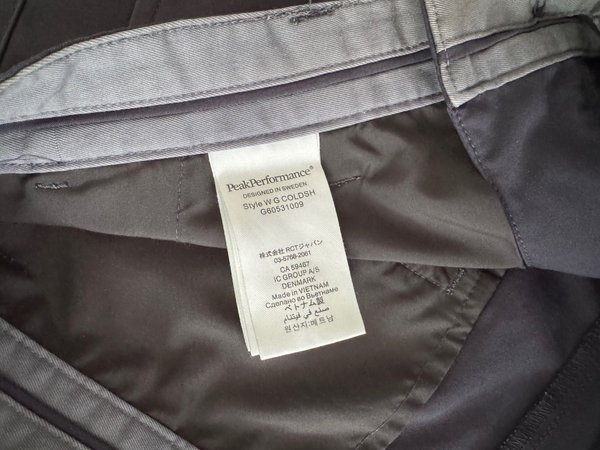 PeakPerformance®
DESIGNED IN SWEDEN
Style W G COLDSH
G60531009
株式会社 RCTジャパン
03-5768-2061
CA 59467
IC GROUP A/S
DENMARK
Made in VIETNAM
Сделано во Вьетнаме
ベトナム製
صنع في فيتنام
원산지:베트남